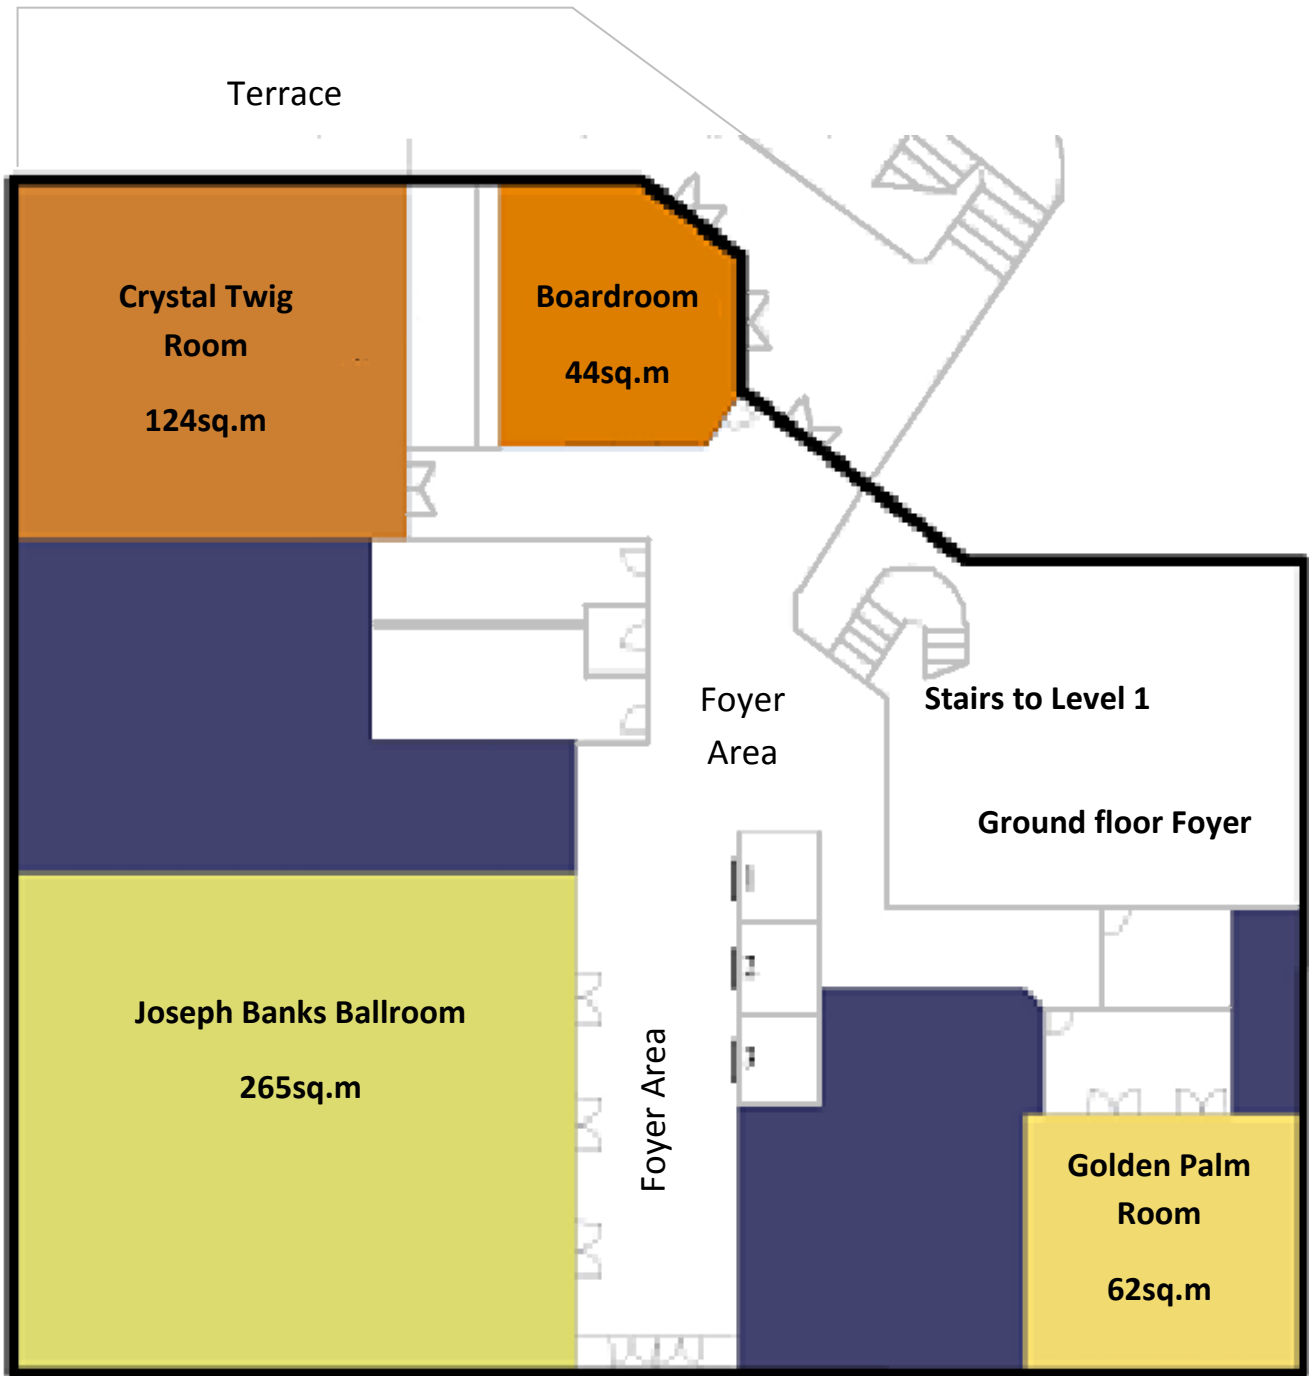 Terrace
Crystal Twig
Room
124sq.m
Boardroom
44sq.m
Foyer
Area
Stairs to Level 1
Ground floor Foyer
Joseph Banks Ballroom
265sq.m
Foyer Area
Golden Palm
Room
62sq.m